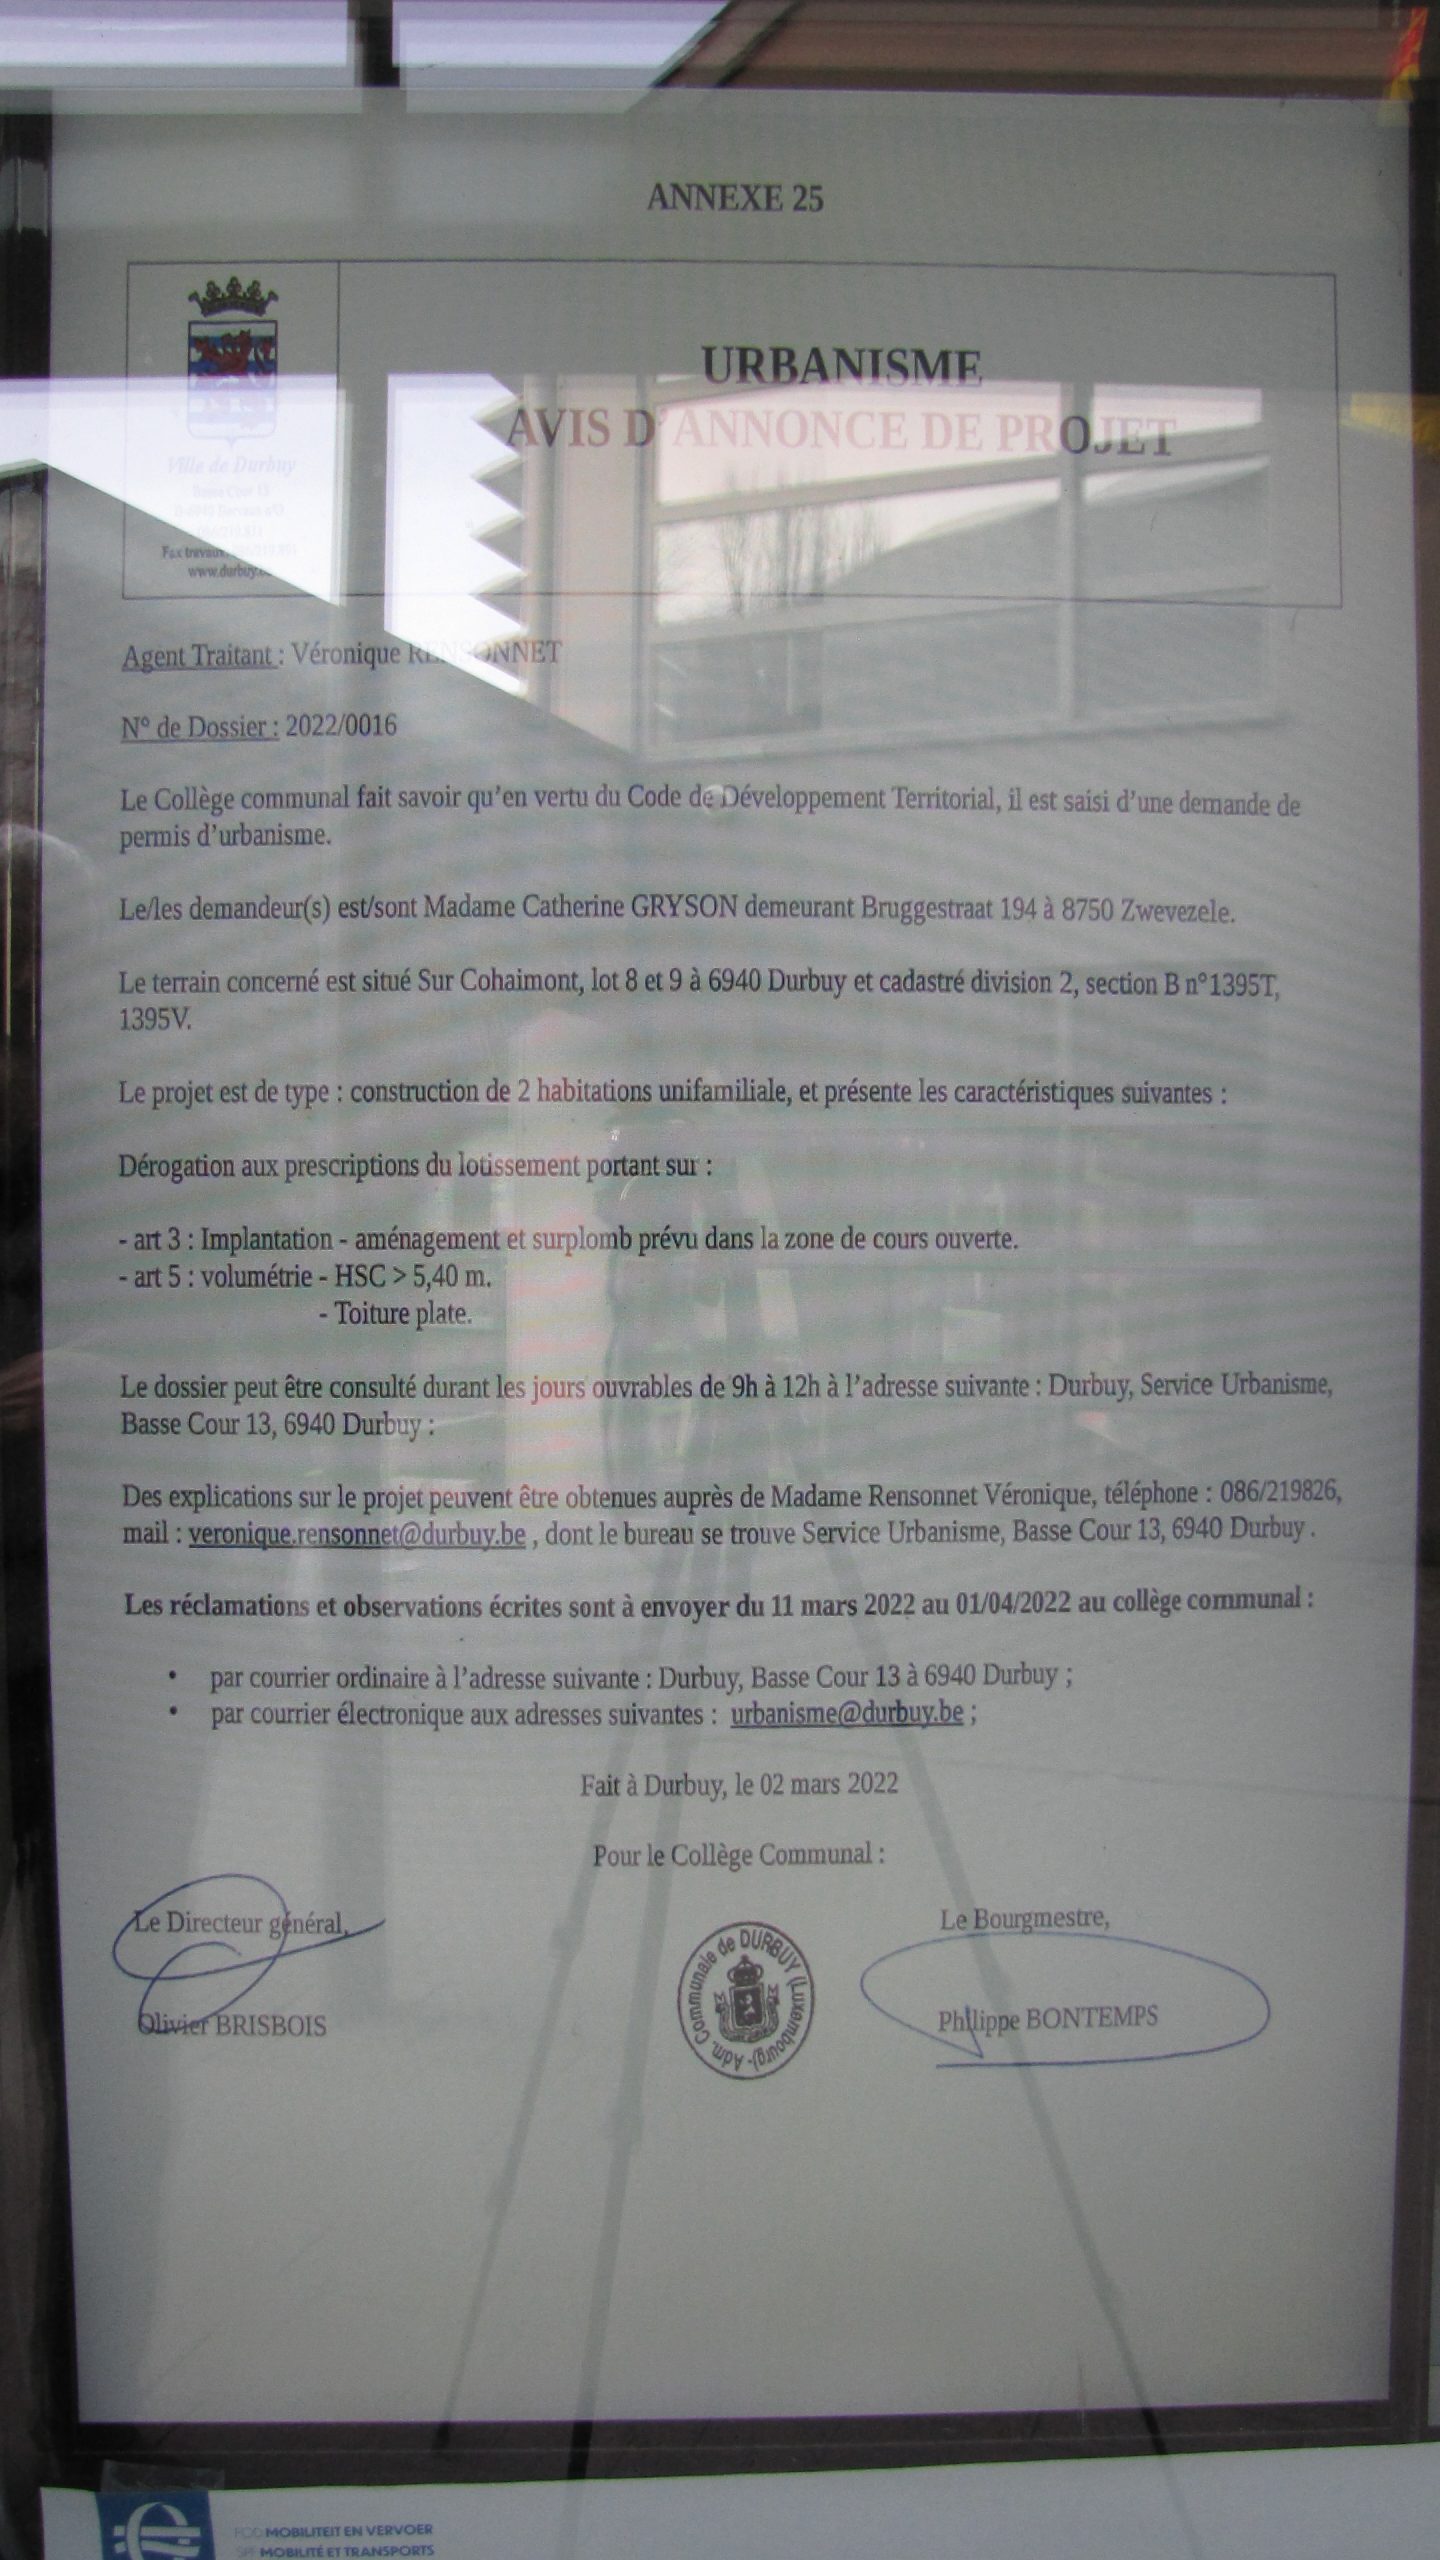 ANNEXE 25
URBANISME
AVIS D'ANNONCE DE PROJET
Ville de Durbuy
Basse Cour 13
Fax travaux
www.durbuy.
Agent Traitant : Véronique RENSONNET
N° de Dossier : 2022/0016
Le Collège communal fait savoir qu'en vertu du Code de Développement Territorial, il est saisi d'une demande de
permis d'urbanisme.
Le/les demandeur(s) est/sont Madame Catherine GRYSON demeurant Bruggestraat 194 à 8750 Zwevezele.
Le terrain concerné est situé Sur Cohaimont, lot 8 et 9 à 6940 Durbuy et cadastré division 2, section B n°1395T,
1395V.
Le projet est de type : construction de 2 habitations unifamiliale, et présente les caractéristiques suivantes :
Dérogation aux prescriptions du lotissement portant sur :
- art 3 : Implantation - aménagement et surplomb prévu dans la zone de cours ouverte.
- art 5 : volumétrie - HSC > 5,40 m.
- Toiture plate.
Le dossier peut être consulté durant les jours ouvrables de 9h à 12h à l'adresse suivante : Durbuy, Service Urbanisme,
Basse Cour 13, 6940 Durbuy :
Des explications sur le projet peuvent être obtenues auprès de Madame Rensonnet Véronique, téléphone : 086/219826,
mail : veronique.rensonnet@durbuy.be , dont le bureau se trouve Service Urbanisme, Basse Cour 13, 6940 Durbuy .
Les réclamations et observations écrites sont à envoyer du 11 mars 2022 au 01/04/2022 au collège communal :
• par courrier ordinaire à l'adresse suivante : Durbuy, Basse Cour 13 à 6940 Durbuy ;
• par courrier électronique aux adresses suivantes : urbanisme@durbuy.be ;
Fait à Durbuy, le 02 mars 2022
Pour le Collège Communal :
Le Directeur général,
Le Bourgmestre,
Adm. Communale de DURBUY (Luxembourg)-
Olivier BRISBOIS
Philippe BONTEMPS
FOD MOBILITEIT EN VERVOER
SPF MOBILITÉ ET TRANSPORTS